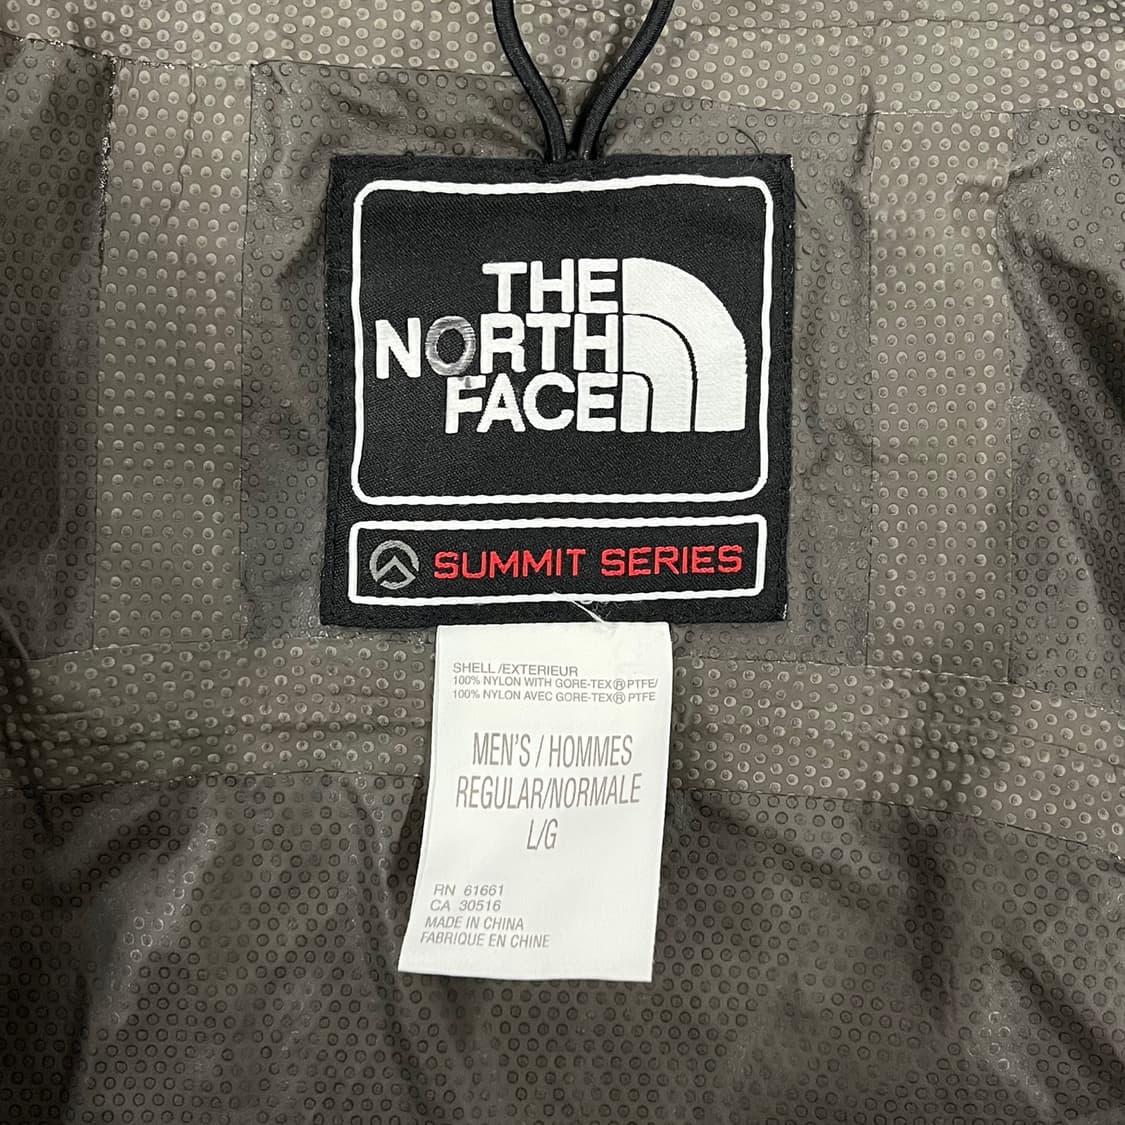 THE
NORTH
FACE
SUMMIT SERIES
SHELL/EXTERIEUR
100% NYLON WITH GORE-TEX® PTFE/
100% NYLON AVEC GORE-TEX® PTFE
MEN'S / HOMMES
REGULAR/NORMALE
L/G
RN 61661
CA 30516
MADE IN CHINA
FABRIQUE EN CHINE